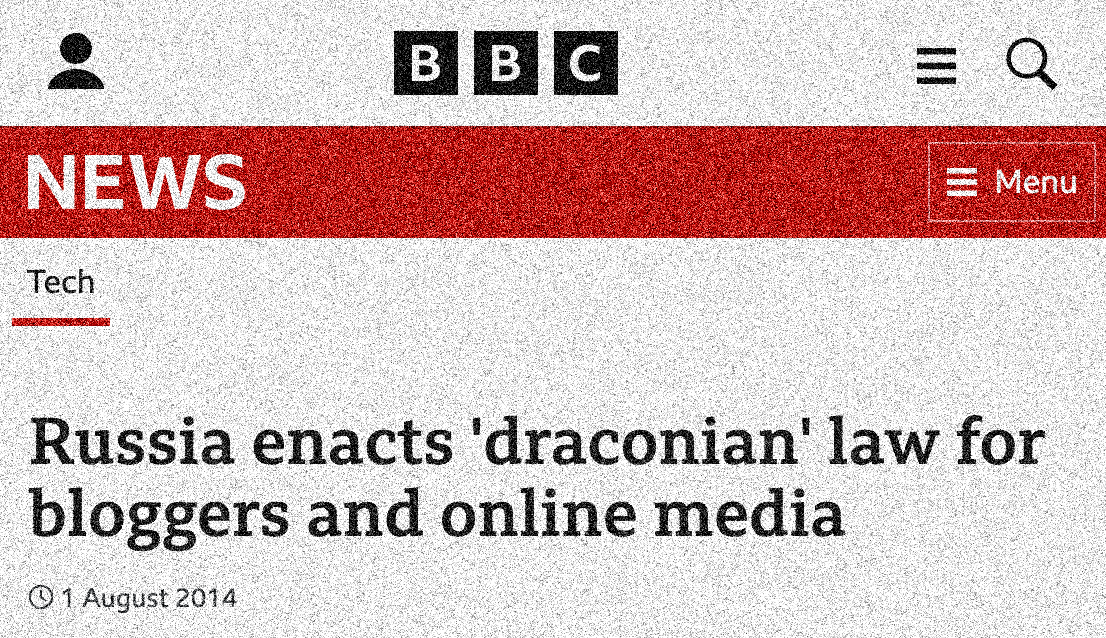 BBC
NEWS
Menu
Tech
Russia enacts 'draconian' law for
bloggers and online media
1 August 2014